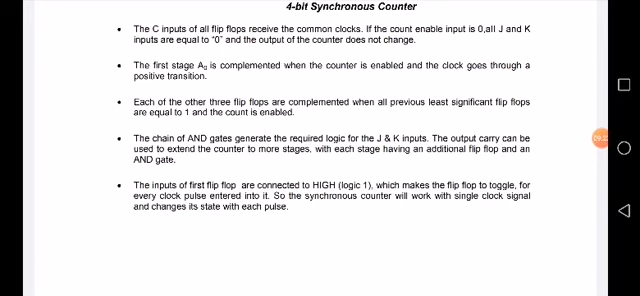 4-bit Synchronous Counter
• The C inputs of all flip flops receive the common clocks. If the count enable input is 0,all J and K
inputs are equal to "0" and the output of the counter does not change.
• The first stage A₀ is complemented when the counter is enabled and the clock goes through a
positive transition.
• Each of the other three flip flops are complemented when all previous least significant flip flops
are equal to 1 and the count is enabled.
• The chain of AND gates generate the required logic for the J & K inputs. The output carry can be
used to extend the counter to more stages, with each stage having an additional flip flop and an
AND gate.
• The inputs of first flip flop are connected to HIGH (logic 1), which makes the flip flop to toggle, for
every clock pulse entered into it. So the synchronous counter will work with single clock signal
and changes its state with each pulse.